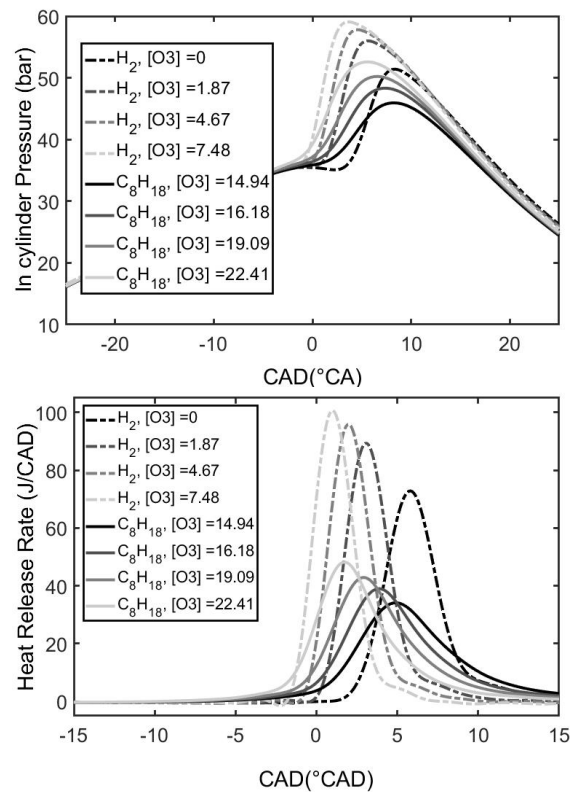 60
50
40
30
20
10
In cylinder Pressure (bar)
H2, [O3] =0
H2, [O3] =1.87
H2, [O3] =4.67
H2, [O3] =7.48
C8H18, [O3] =14.94
C8H18, [O3] =16.18
C8H18, [O3] =19.09
C8H18, [O3] =22.41
-20 -10 0 10 20
CAD(°CA)
100
80
60
40
20
0
Heat Release Rate (J/CAD)
H2, [O3] =0
H2, [O3] =1.87
H2, [O3] =4.67
H2, [O3] =7.48
C8H18, [O3] =14.94
C8H18, [O3] =16.18
C8H18, [O3] =19.09
C8H18, [O3] =22.41
-15 -10 -5 0 5 10 15
CAD(°CAD)